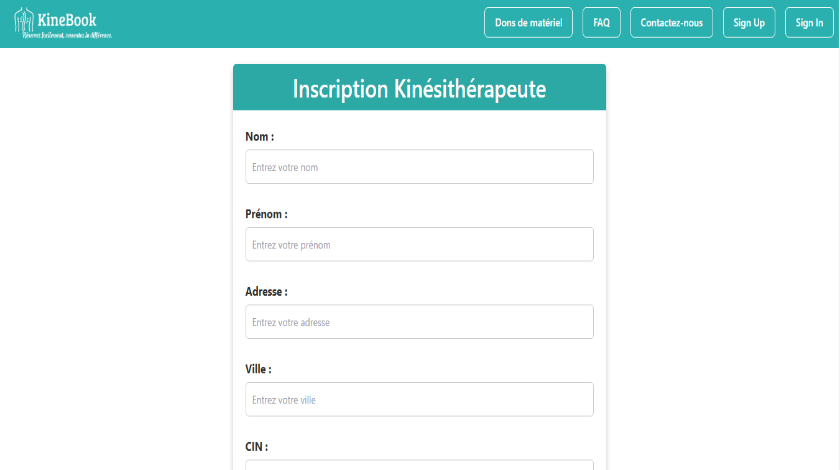 KineBook
Réservez facilement, ressentez la différence.
Dons de matériel
FAQ
Contactez-nous
Sign Up
Sign In
Inscription Kinésithérapeute
Nom :
Entrez votre nom
Prénom :
Entrez votre prénom
Adresse :
Entrez votre adresse
Ville :
Entrez votre ville
CIN :